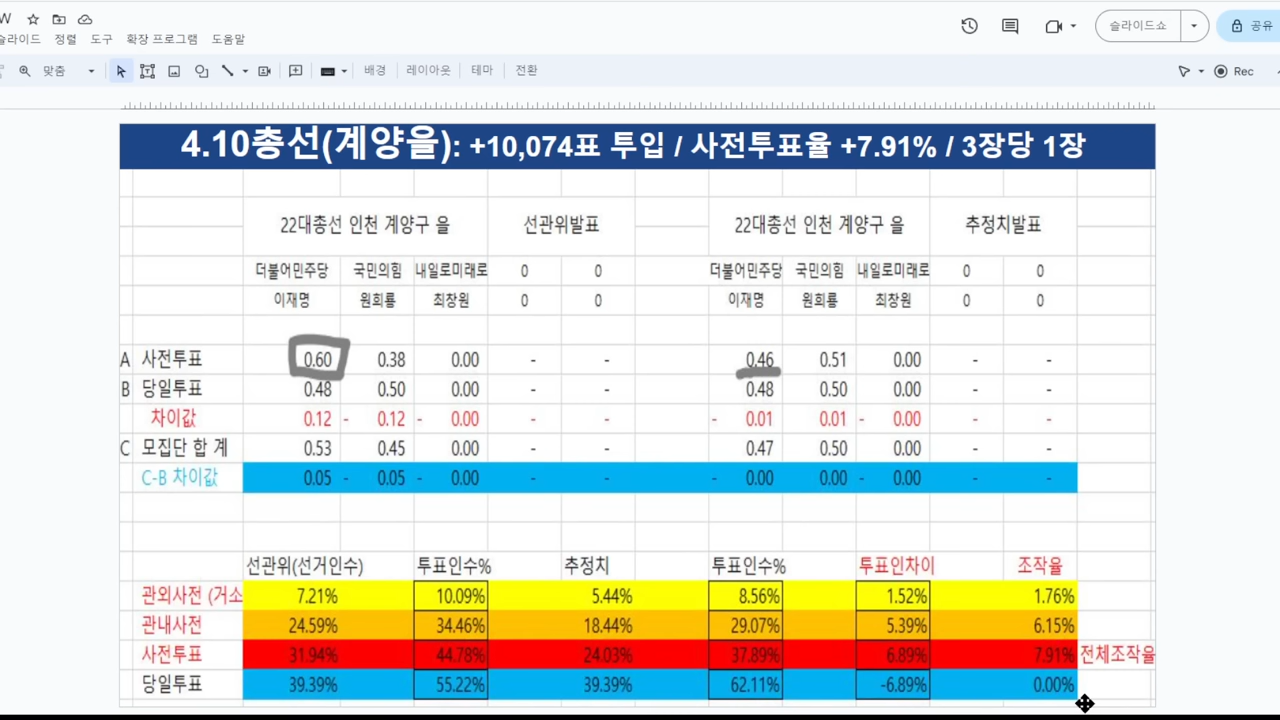 W
슬라이드 정렬 도구 확장 프로그램 도움말
슬라이드쇼 공유
맞춤 배경 레이아웃 테마 전환 Rec
4.10총선(계양을): +10,074표 투입 / 사전투표율 +7.91% / 3장당 1장
22대총선 인천 계양구 을 선관위발표 22대총선 인천 계양구 을 추정치발표
더불어민주당 국민의힘 내일로미래로 0 0 더불어민주당 국민의힘 내일로미래로 0 0
이재명 원희룡 최창원 0 0 이재명 원희룡 최창원 0 0
A 사전투표 0.60 0.38 0.00 - - 0.46 0.51 0.00 - -
B 당일투표 0.48 0.50 0.00 - - 0.48 0.50 0.00 - -
차이값 0.12 - 0.12 - 0.00 - - - 0.01 0.01 - 0.00 - -
C 모집단 합 계 0.53 0.45 0.00 - - 0.47 0.50 0.00 - -
C-B 차이값 0.05 - 0.05 - 0.00 - - - 0.00 0.00 - 0.00 - -
선관위(선거인수) 투표인수% 추정치 투표인수% 투표인차이 조작율
관외사전 (거소 7.21% 10.09% 5.44% 8.56% 1.52% 1.76%
관내사전 24.59% 34.46% 18.44% 29.07% 5.39% 6.15%
사전투표 31.94% 44.78% 24.03% 37.89% 6.89% 7.91% 전체조작율
당일투표 39.39% 55.22% 39.39% 62.11% -6.89% 0.00%